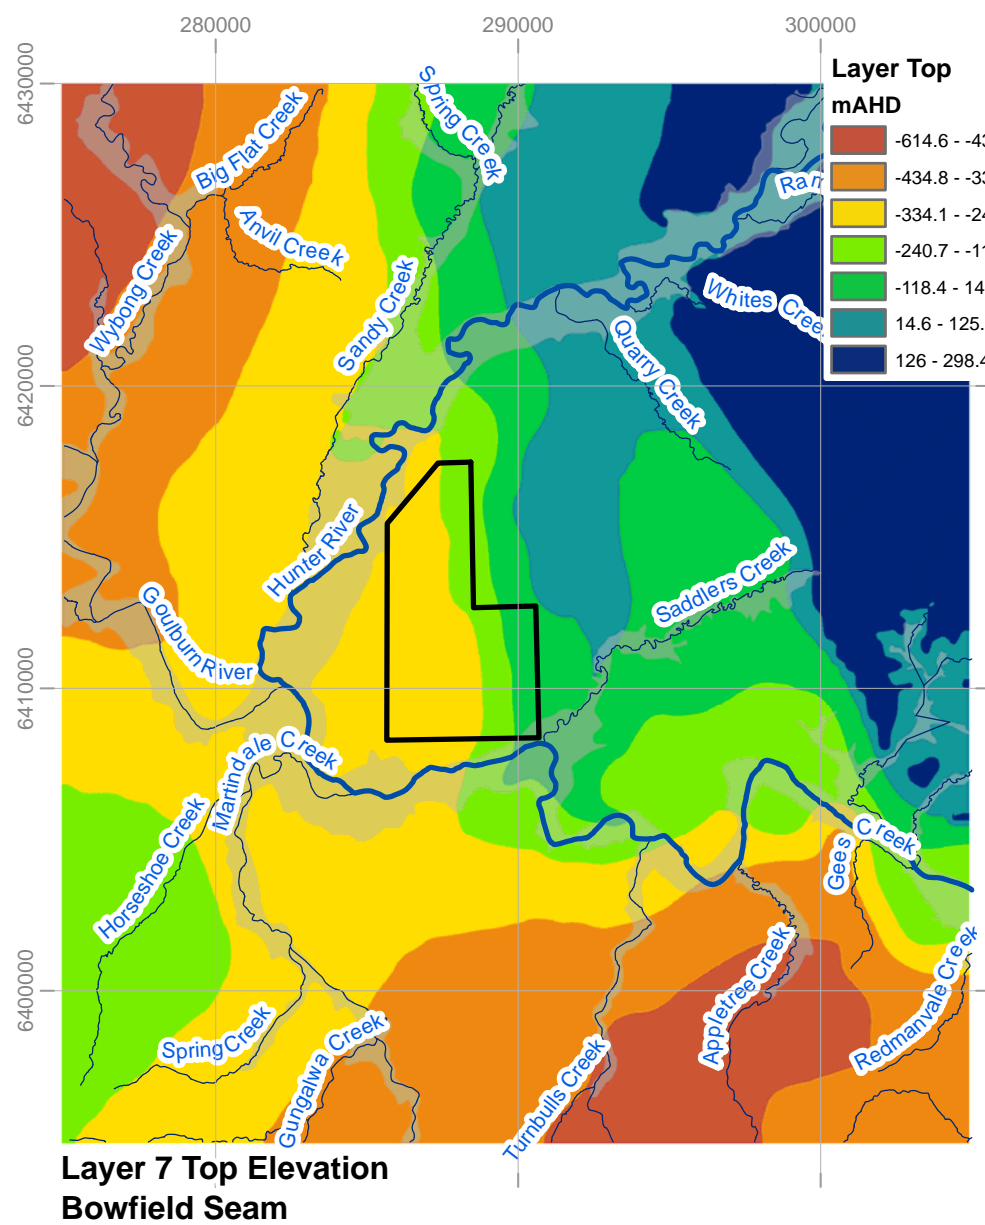 280000
290000
300000
6430000
6420000
6410000
6400000
Layer Top
mAHD
-614.6 - -43
-434.8 - -33
-334.1 - -24
-240.7 - -11
-118.4 - 14
14.6 - 125.
126 - 298.4
Spring Creek
Big Flat Creek
Anvil Creek
Wybong Creek
Sandy Creek
Ram
Whites Cree
Quarry Creek
Hunter River
Saddlers Creek
Goulburn River
Martindale Creek
Horseshoe Creek
Gees Creek
Appletree Creek
Redmanvale Creek
Spring Creek
Gungalwa Creek
Turnbulls Creek
Layer 7 Top Elevation
Bowfield Seam